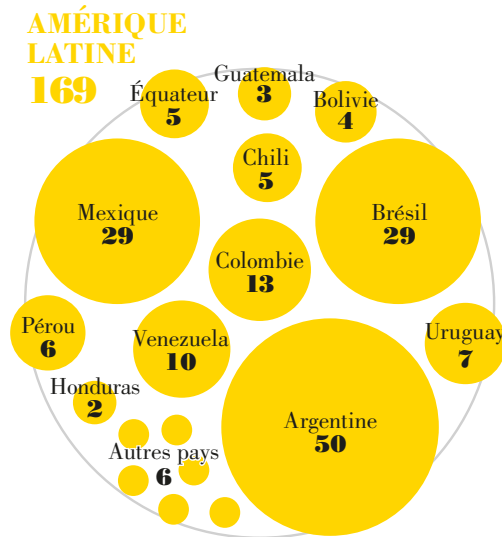 AMÉRIQUE
LATINE
169
Guatemala
3
Équateur
5
Bolivie
4
Chili
5
Mexique
29
Brésil
29
Colombie
13
Pérou
6
Venezuela
10
Uruguay
7
Honduras
2
Argentine
50
Autres pays
6